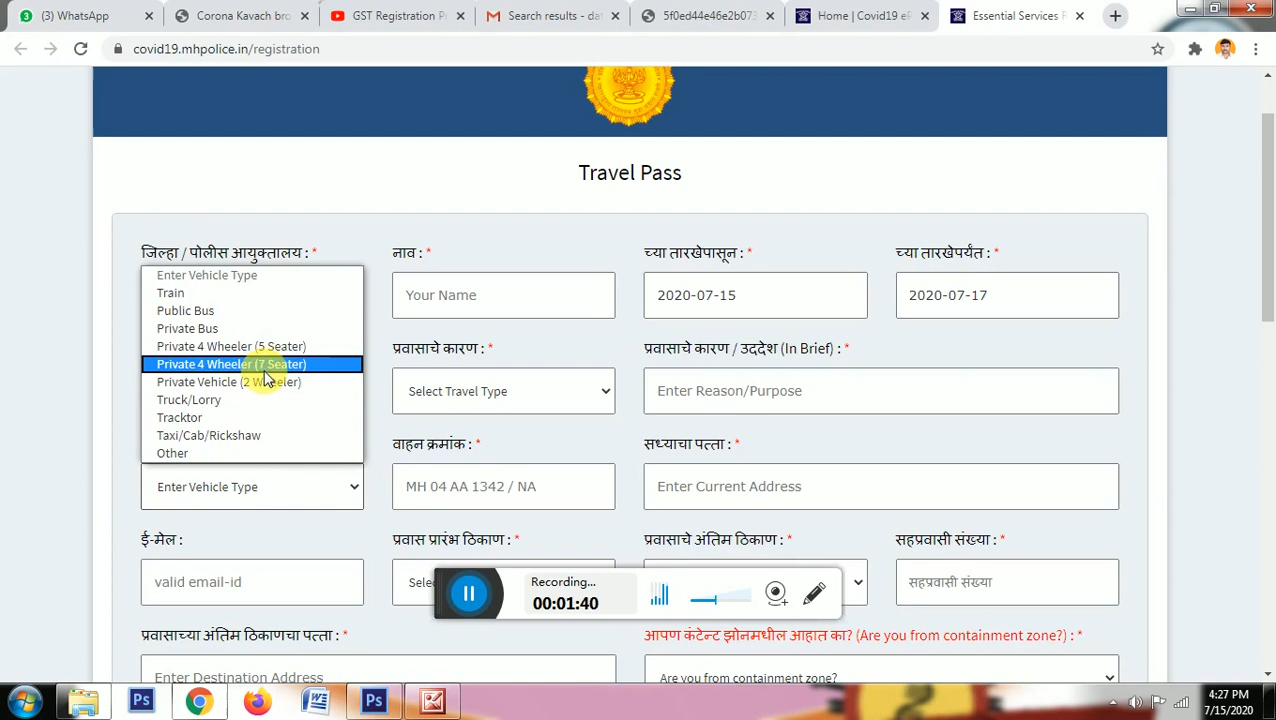 (3) WhatsApp
Corona Kavach bro
GST Registration P
Search results - dat
5f0ed44e46e2b073
Home | Covid19 eP
Essential Services R
covid19.mhpolice.in/registration
Travel Pass
जिल्हा / पोलीस आयुक्तालय : *
नाव : *
च्या तारखेपासून : *
च्या तारखेपर्यंत : *
Enter Vehicle Type
Train
Public Bus
Private Bus
Private 4 Wheeler (5 Seater)
Private 4 Wheeler (7 Seater)
Private Vehicle (2 Wheeler)
Truck/Lorry
Tracktor
Taxi/Cab/Rickshaw
Other
Your Name
2020-07-15
2020-07-17
प्रवासाचे कारण : *
प्रवासाचे कारण / उददेश (In Brief) : *
Select Travel Type
Enter Reason/Purpose
वाहन क्रमांक : *
सध्याचा पत्ता : *
Enter Vehicle Type
MH 04 AA 1342 / NA
Enter Current Address
ई-मेल :
प्रवास प्रारंभ ठिकाण : *
प्रवासाचे अंतिम ठिकाण : *
सहप्रवासी संख्या : *
valid email-id
Sele
सहप्रवासी संख्या
Recording...
00:01:40
प्रवासाच्या अंतिम ठिकाणचा पत्ता : *
आपण कंटेन्ट झोनमधील आहात का? (Are you from containment zone?) : *
Enter Destination Address
Are you from containment zone?
4:27 PM
7/15/2020